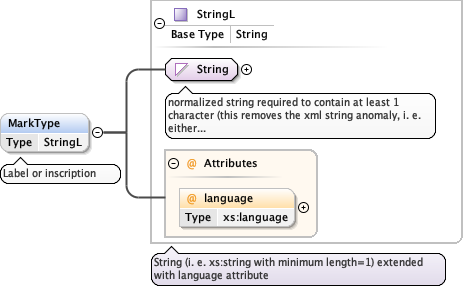 StringL
Base Type String
String
normalized string required to contain at least 1
character (this removes the xml string anomaly, i. e.
either...
MarkType
Type StringL
Label or inscription
@ Attributes
@ language
Type xs:language
String (i. e. xs:string with minimum length=1) extended
with language attribute